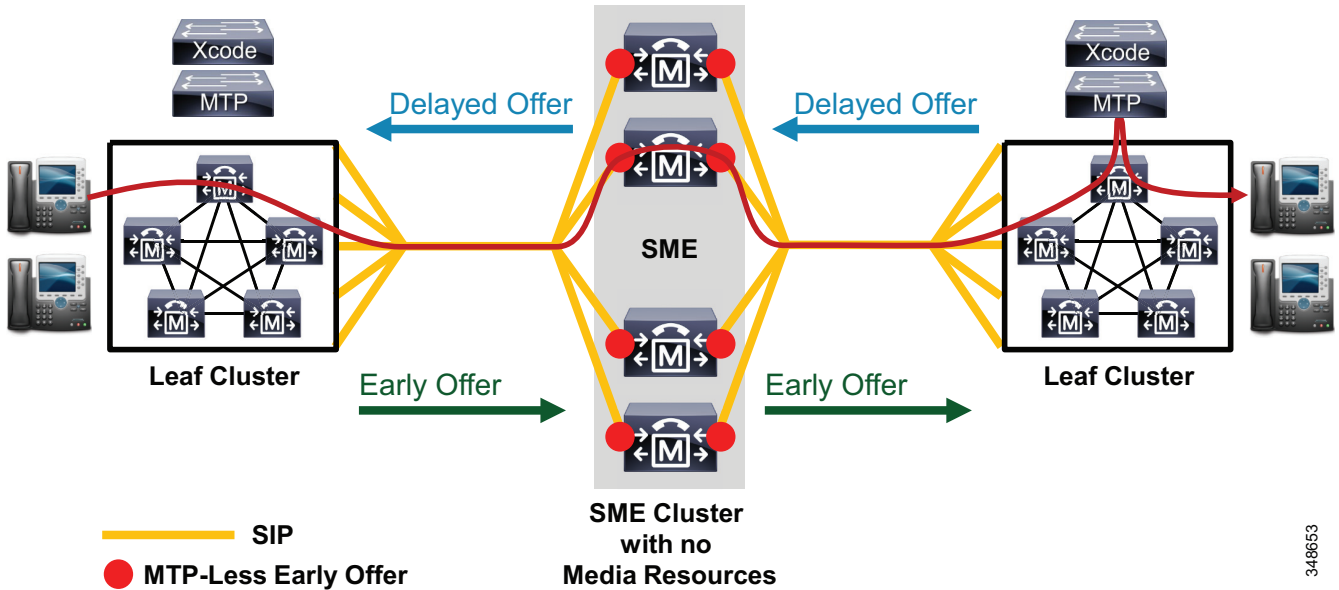 Xcode
MTP
Delayed Offer
Delayed Offer
Xcode
MTP
M
M
M
M
M
M
M
SME
M
M
M
M
M
M
M
Leaf Cluster
Early Offer
Early Offer
Leaf Cluster
SME Cluster
with no
Media Resources
SIP
MTP-Less Early Offer
348653